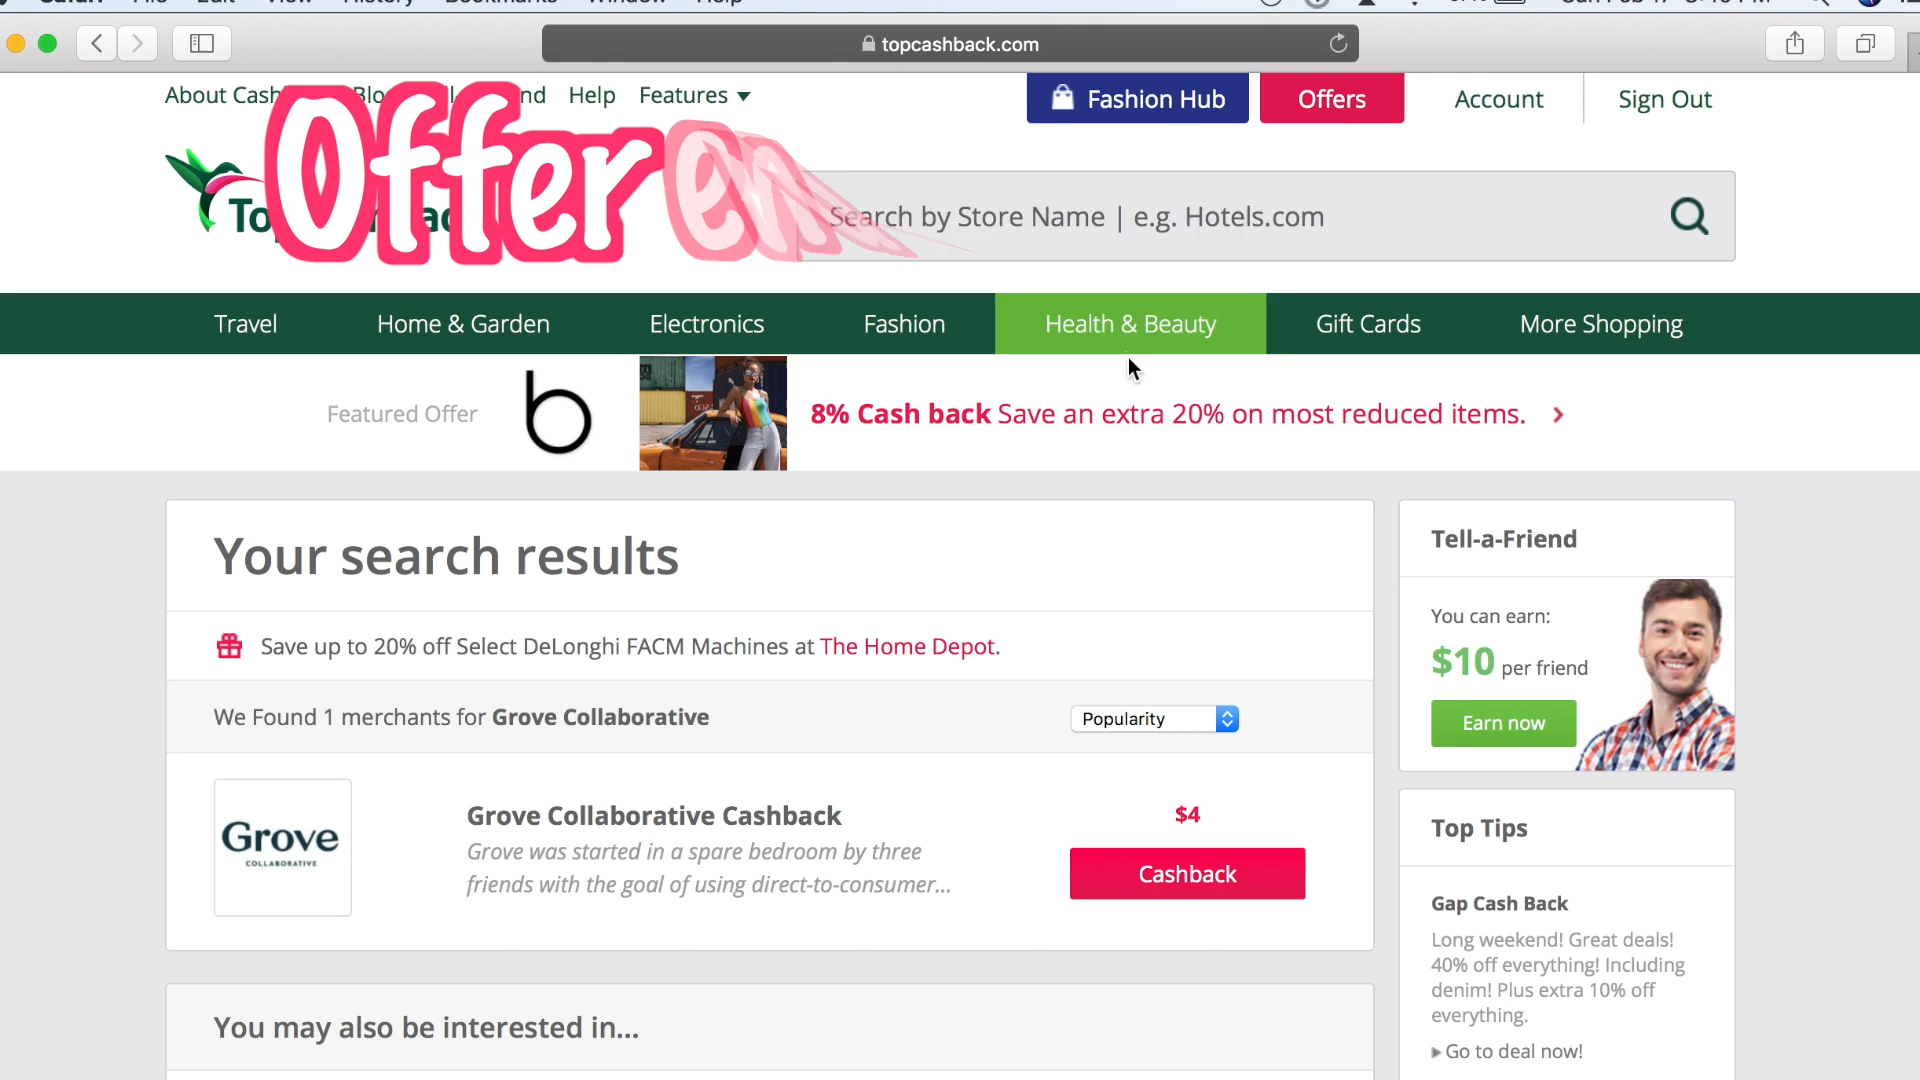 topcashback.com
About
Help
Features
Fashion Hub
Offers
Account
Sign Out
Offeren
Search by Store Name | e.g. Hotels.com
Travel
Home & Garden
Electronics
Fashion
Health & Beauty
Gift Cards
More Shopping
Featured Offer
b
8% Cash back Save an extra 20% on most reduced items.
Your search results
Save up to 20% off Select DeLonghi FACM Machines at The Home Depot.
We Found 1 merchants for Grove Collaborative
Popularity
Grove
COLLABORATIVE
Grove Collaborative Cashback
Grove was started in a spare bedroom by three
friends with the goal of using direct-to-consumer...
$4
Cashback
You may also be interested in...
Tell-a-Friend
You can earn:
$10 per friend
Earn now
Top Tips
Gap Cash Back
Long weekend! Great deals!
40% off everything! Including
denim! Plus extra 10% off
everything.
Go to deal now!